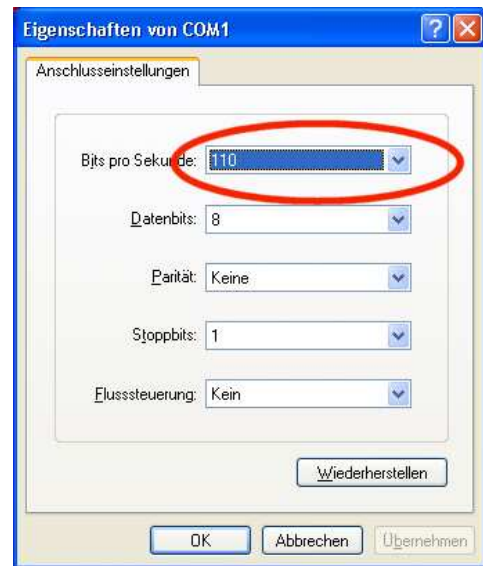 Eigenschaften von COM1
Anschlusseinstellungen
Bits pro Sekunde: 110
Datenbits: 8
Parität: Keine
Stoppbits: 1
Flusssteuerung: Kein
Wiederherstellen
OK Abbrechen Übernehmen